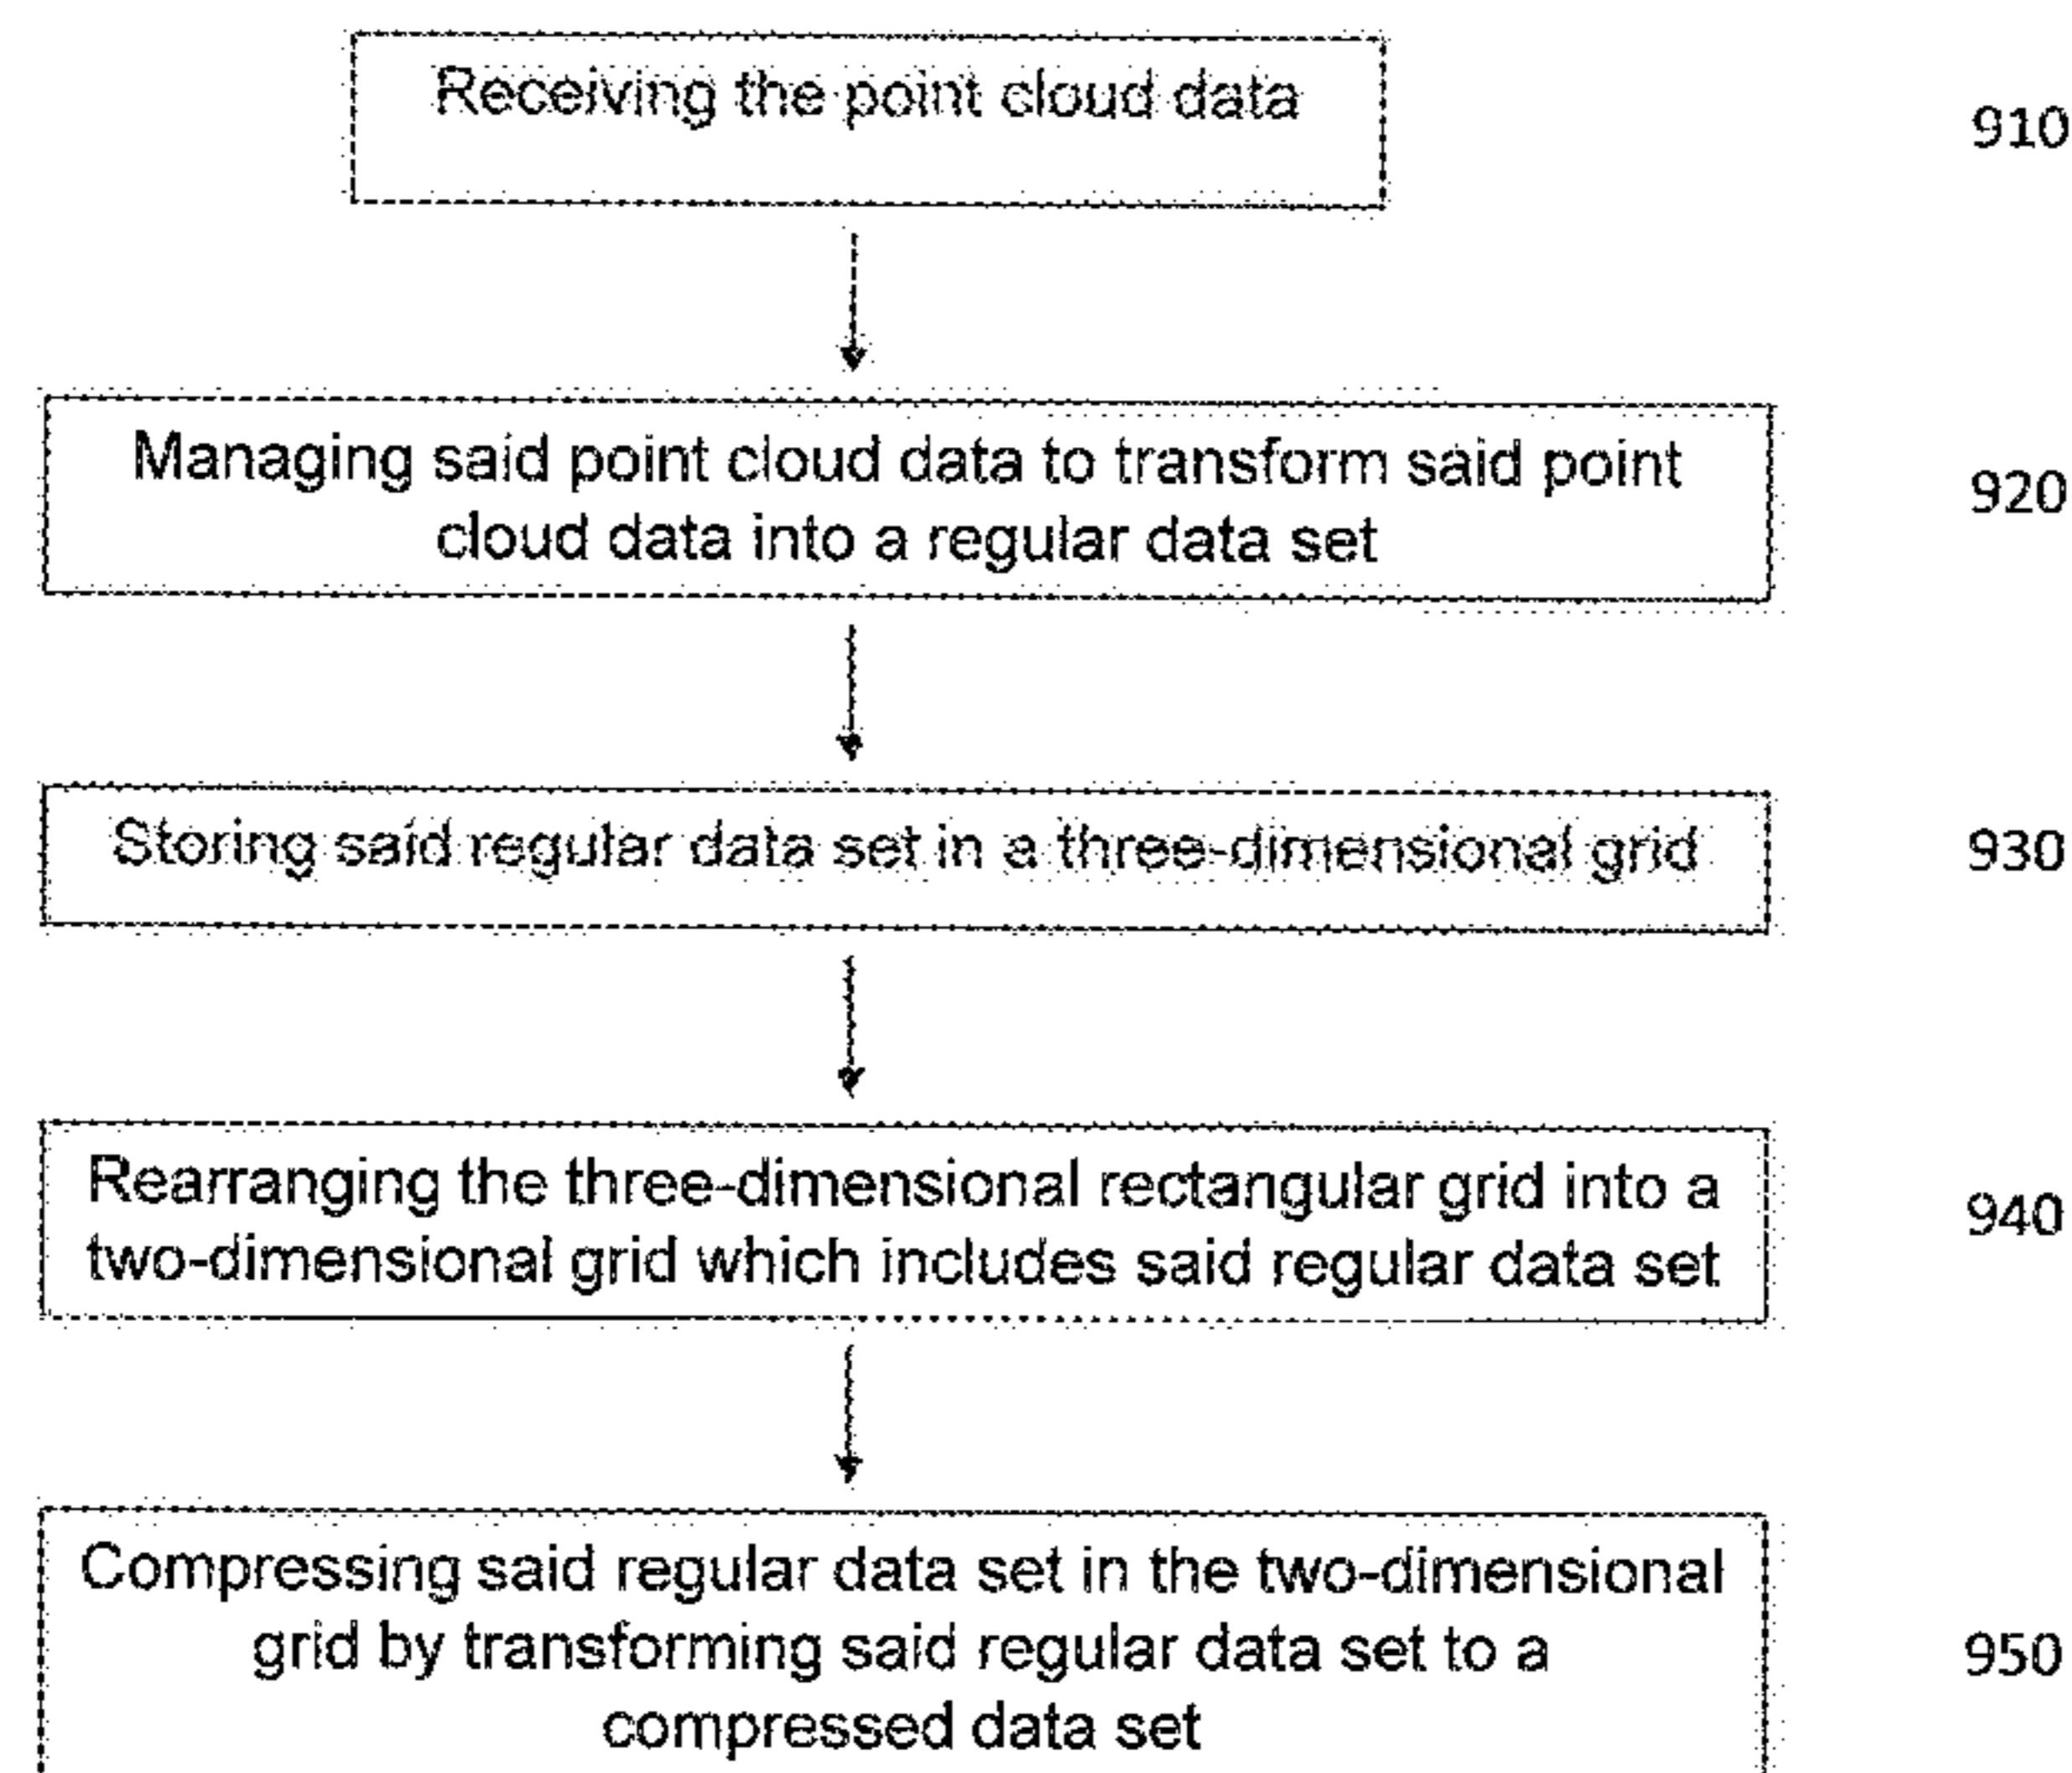 Receiving the point cloud data
910
Managing said point cloud data to transform said point
cloud data into a regular data set
920
Storing said regular data set in a three-dimensional grid
930
Rearranging the three-dimensional rectangular grid into a
two-dimensional grid which includes said regular data set
940
Compressing said regular data set in the two-dimensional
grid by transforming said regular data set to a
compressed data set
950